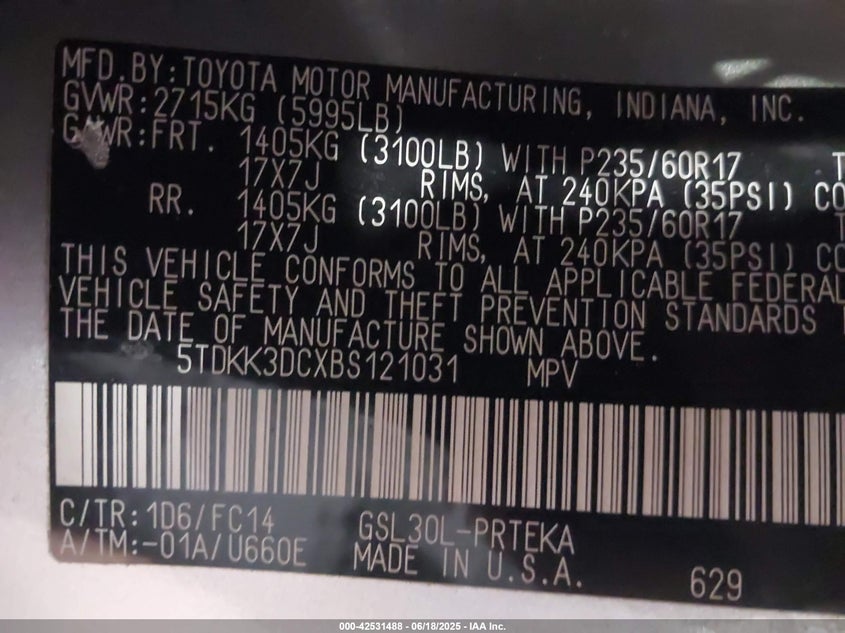 MFD.BY:TOYOTA MOTOR MANUFACTURING, INDIANA, INC.
GVWR:2715KG (5995LB)
GAWR:FRT. 1405KG (3100LB) WITH P235/60R17
17X7J RIMS, AT 240KPA (35PSI)
RR. 1405KG (3100LB) WITH P235/60R17
17X7J RIMS, AT 240KPA (35PSI)
THIS VEHICLE CONFORMS TO ALL APPLICABLE FEDERAL
VEHICLE SAFETY AND THEFT PREVENTION STANDARDS
THE DATE OF MANUFACTURE SHOWN ABOVE.
5TDKK3DCXBS121031 MPV
C/TR:1D6/FC14 GSL30L-PRTEKA
A/TM:-01A/U660E MADE IN U.S.A. 629
000-42531488 - 06/18/2025 - IAA Inc.